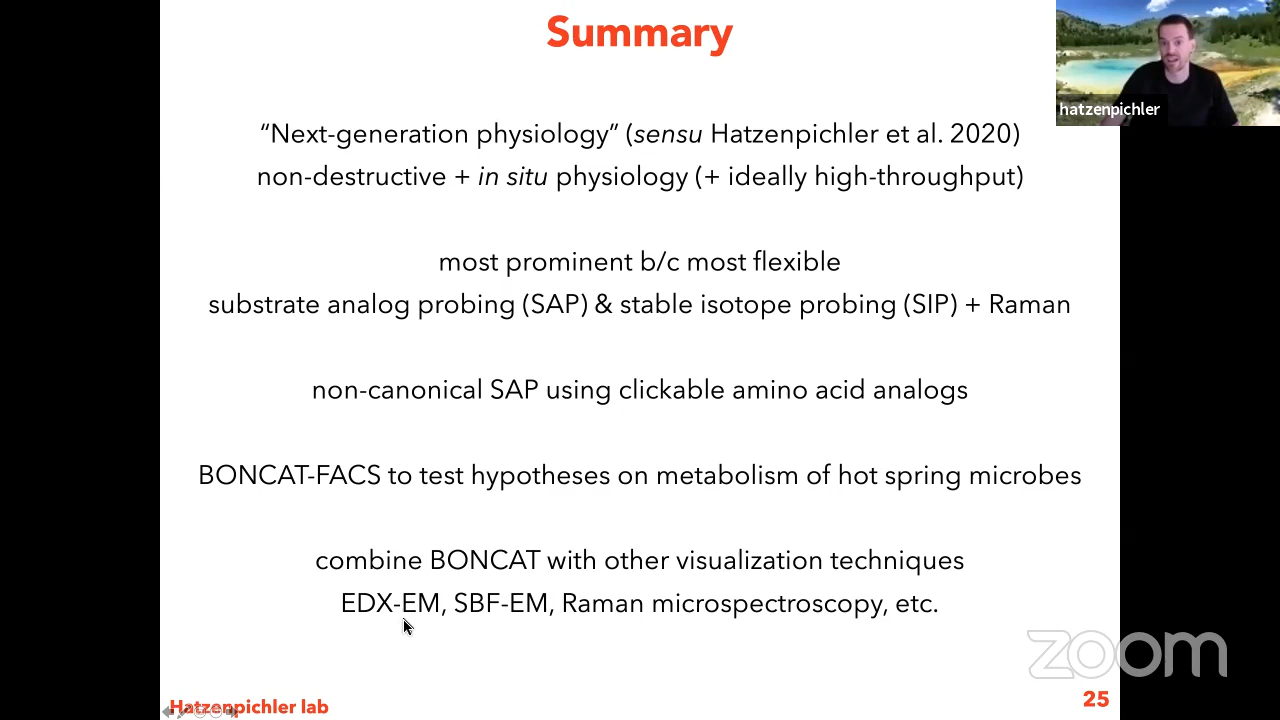 Summary
hatzenpichler
“Next-generation physiology” (sensu Hatzenpichler et al. 2020)
non-destructive + in situ physiology (+ ideally high-throughput)
most prominent b/c most flexible
substrate analog probing (SAP) & stable isotope probing (SIP) + Raman
non-canonical SAP using clickable amino acid analogs
BONCAT-FACS to test hypotheses on metabolism of hot spring microbes
combine BONCAT with other visualization techniques
EDX-EM, SBF-EM, Raman microspectroscopy, etc.
zoom
Hatzenpichler lab
25